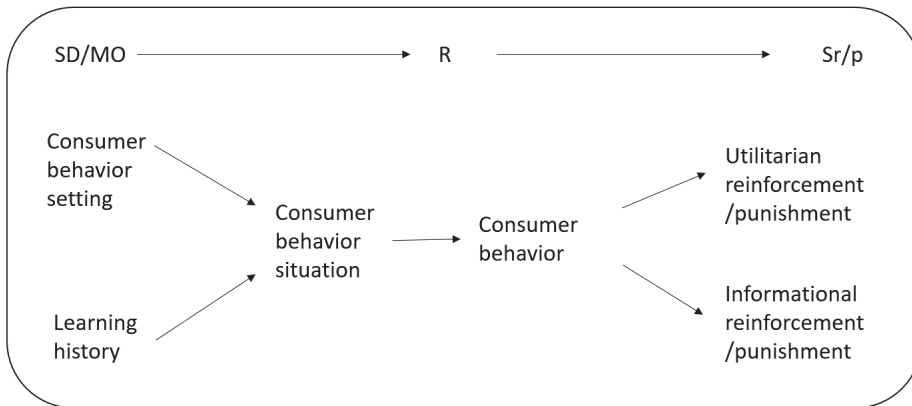 SD/MO
R
Sr/p
Consumer
behavior
setting
Learning
history
Consumer
behavior
situation
Consumer
behavior
Utilitarian
reinforcement
/punishment
Informational
reinforcement
/punishment